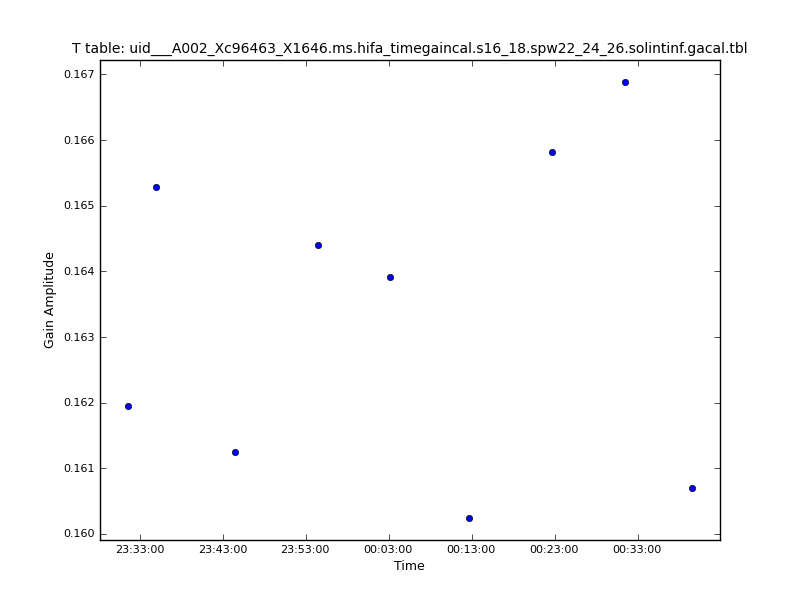 T table: uid___A002_Xc96463_X1646.ms.hifa_timegaincal.s16_18.spw22_24_26.solintinf.gacal.tbl
0.167
0.166
0.165
0.164
0.163
0.162
0.161
0.160
Gain Amplitude
23:33:00 23:43:00 23:53:00 00:03:00 00:13:00 00:23:00 00:33:00
Time